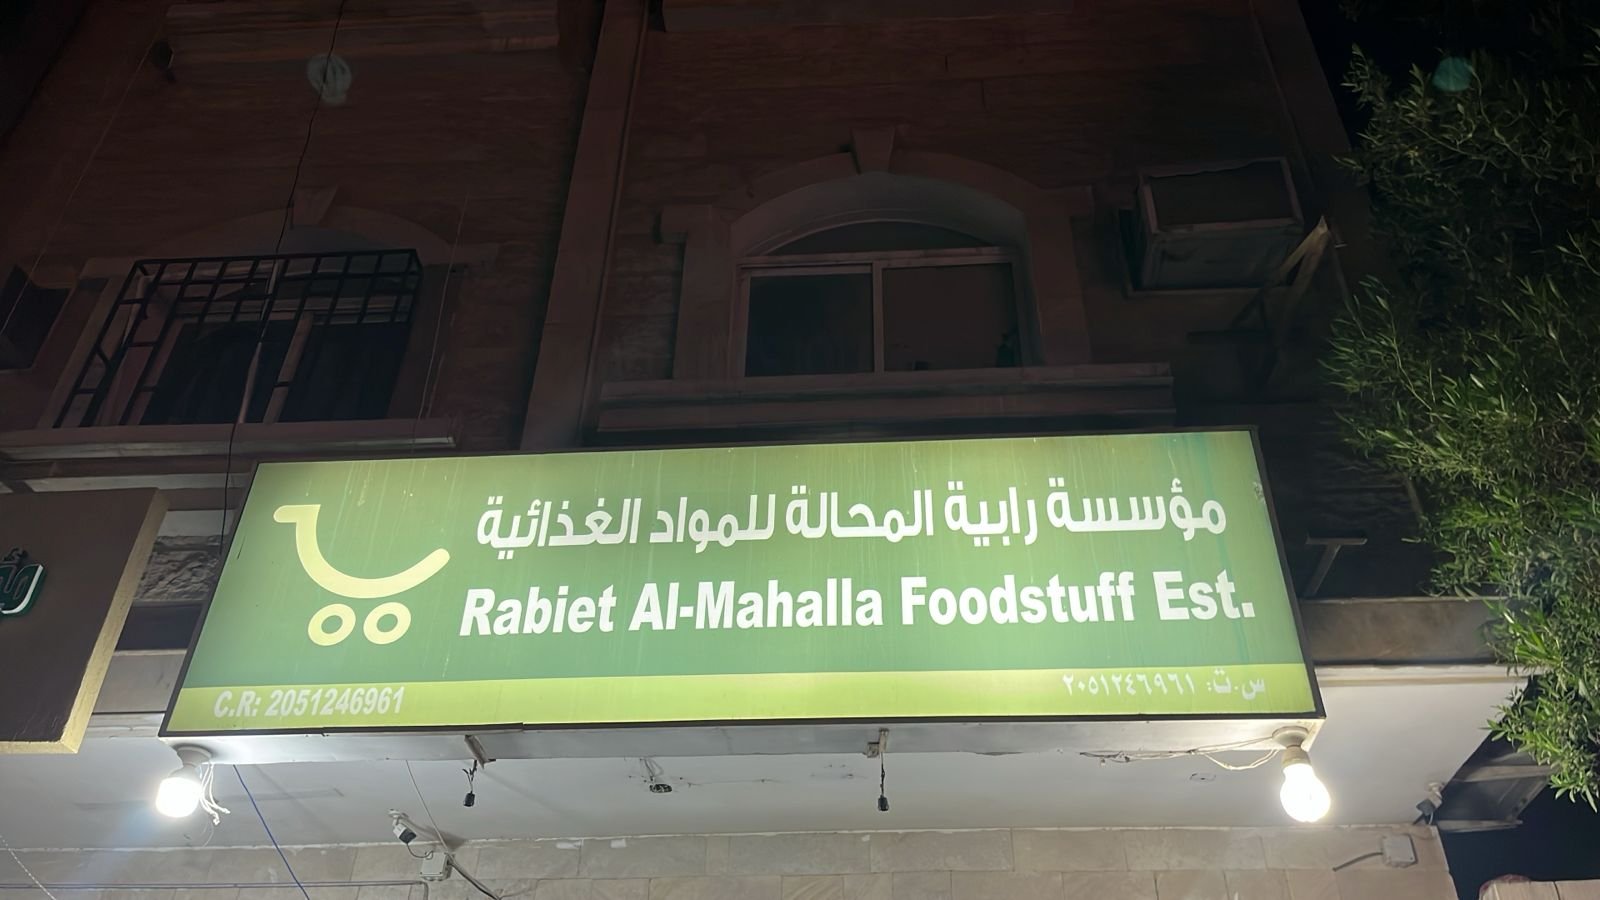 مؤسسة رابية المحالة للمواد الغذائية
Rabiet Al-Mahalla Foodstuff Est.
C.R: 2051246961
س.ت: ٢٠٥١٢٤٦٩٦١